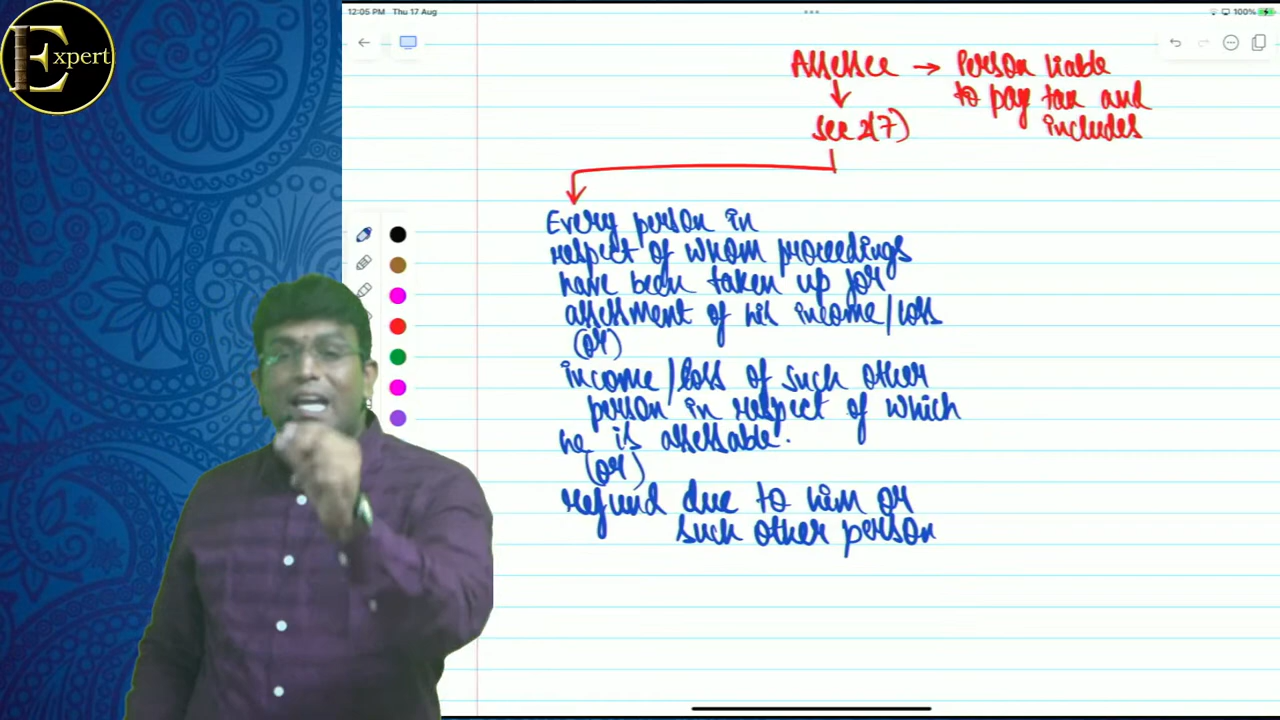 12:05 PM Thu 17 Aug
100%
Expert
Assessee → Person liable
to pay tax and
includes
Sec 2(7)
Every person in
respect of whom proceedings
have been taken up for
assessment of his income/loss
(or)
income/loss of such other
person in respect of which
he is assessable.
(or)
refund due to him or
such other person